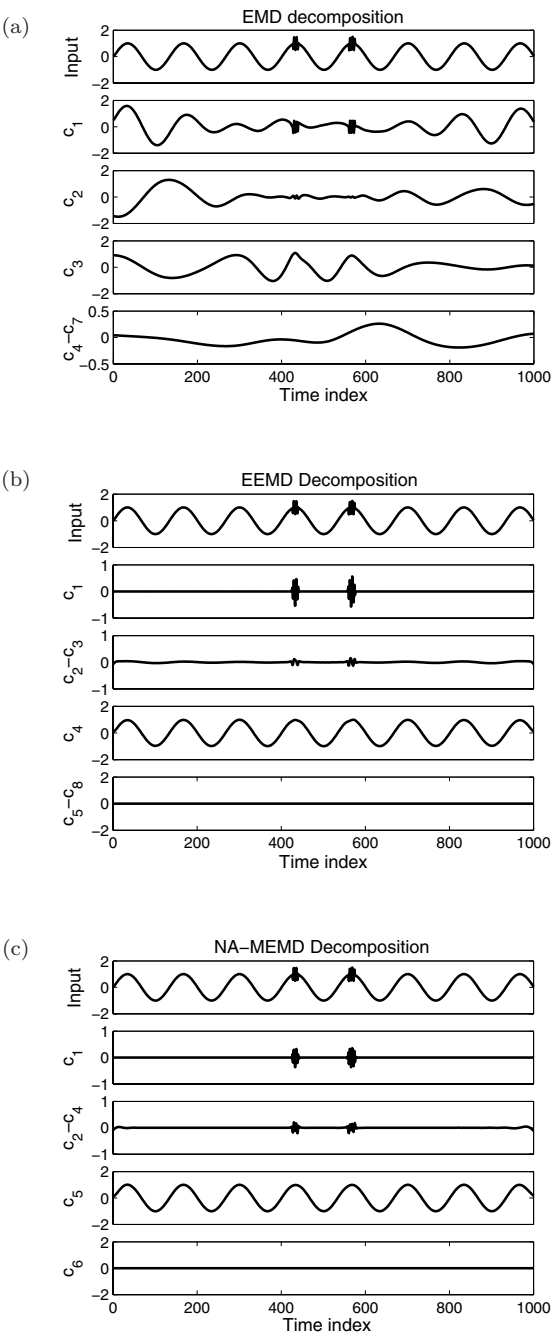 (a)
EMD decomposition
2
0
−2
Input
2
0
−2
c1
2
0
−2
c2
2
0
−2
c3
0.5
0
−0.5
c4−c7
0 200 400 600 800 1000
Time index
(b)
EEMD Decomposition
2
0
−2
Input
1
0
−1
c1
1
0
−1
c2−c3
2
0
−2
c4
2
0
−2
c5−c8
0 200 400 600 800 1000
Time index
(c)
NA−MEMD Decomposition
2
0
−2
Input
1
0
−1
c1
1
0
−1
c2−c4
2
0
−2
c5
2
0
−2
c6
0 200 400 600 800 1000
Time index